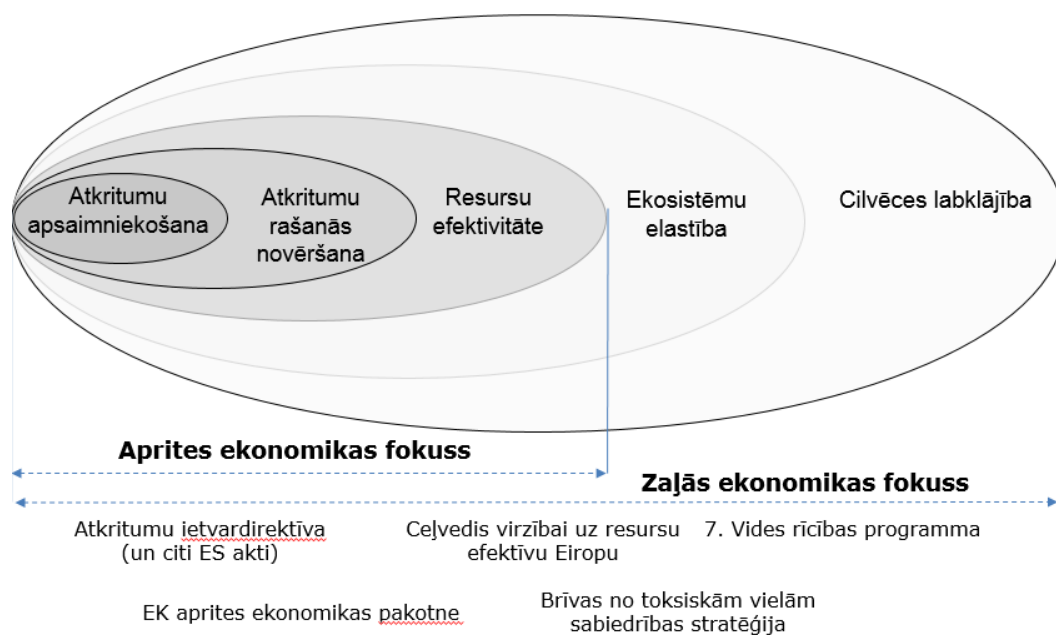 Atkritumu
apsaimniekošana
Atkritumu
rašanās
novēršana
Resursu
efektivitāte
Ekosistēmu
elastība
Cilvēces labklājība
Aprites ekonomikas fokuss
Zaļās ekonomikas fokuss
Atkritumu ietvardirektīva
(un citi ES akti)
Ceļvedis virzībai uz resursu
efektīvu Eiropu
7. Vides rīcības programma
EK aprites ekonomikas pakotne
Brīvas no toksiskām vielām
sabiedrības stratēģija